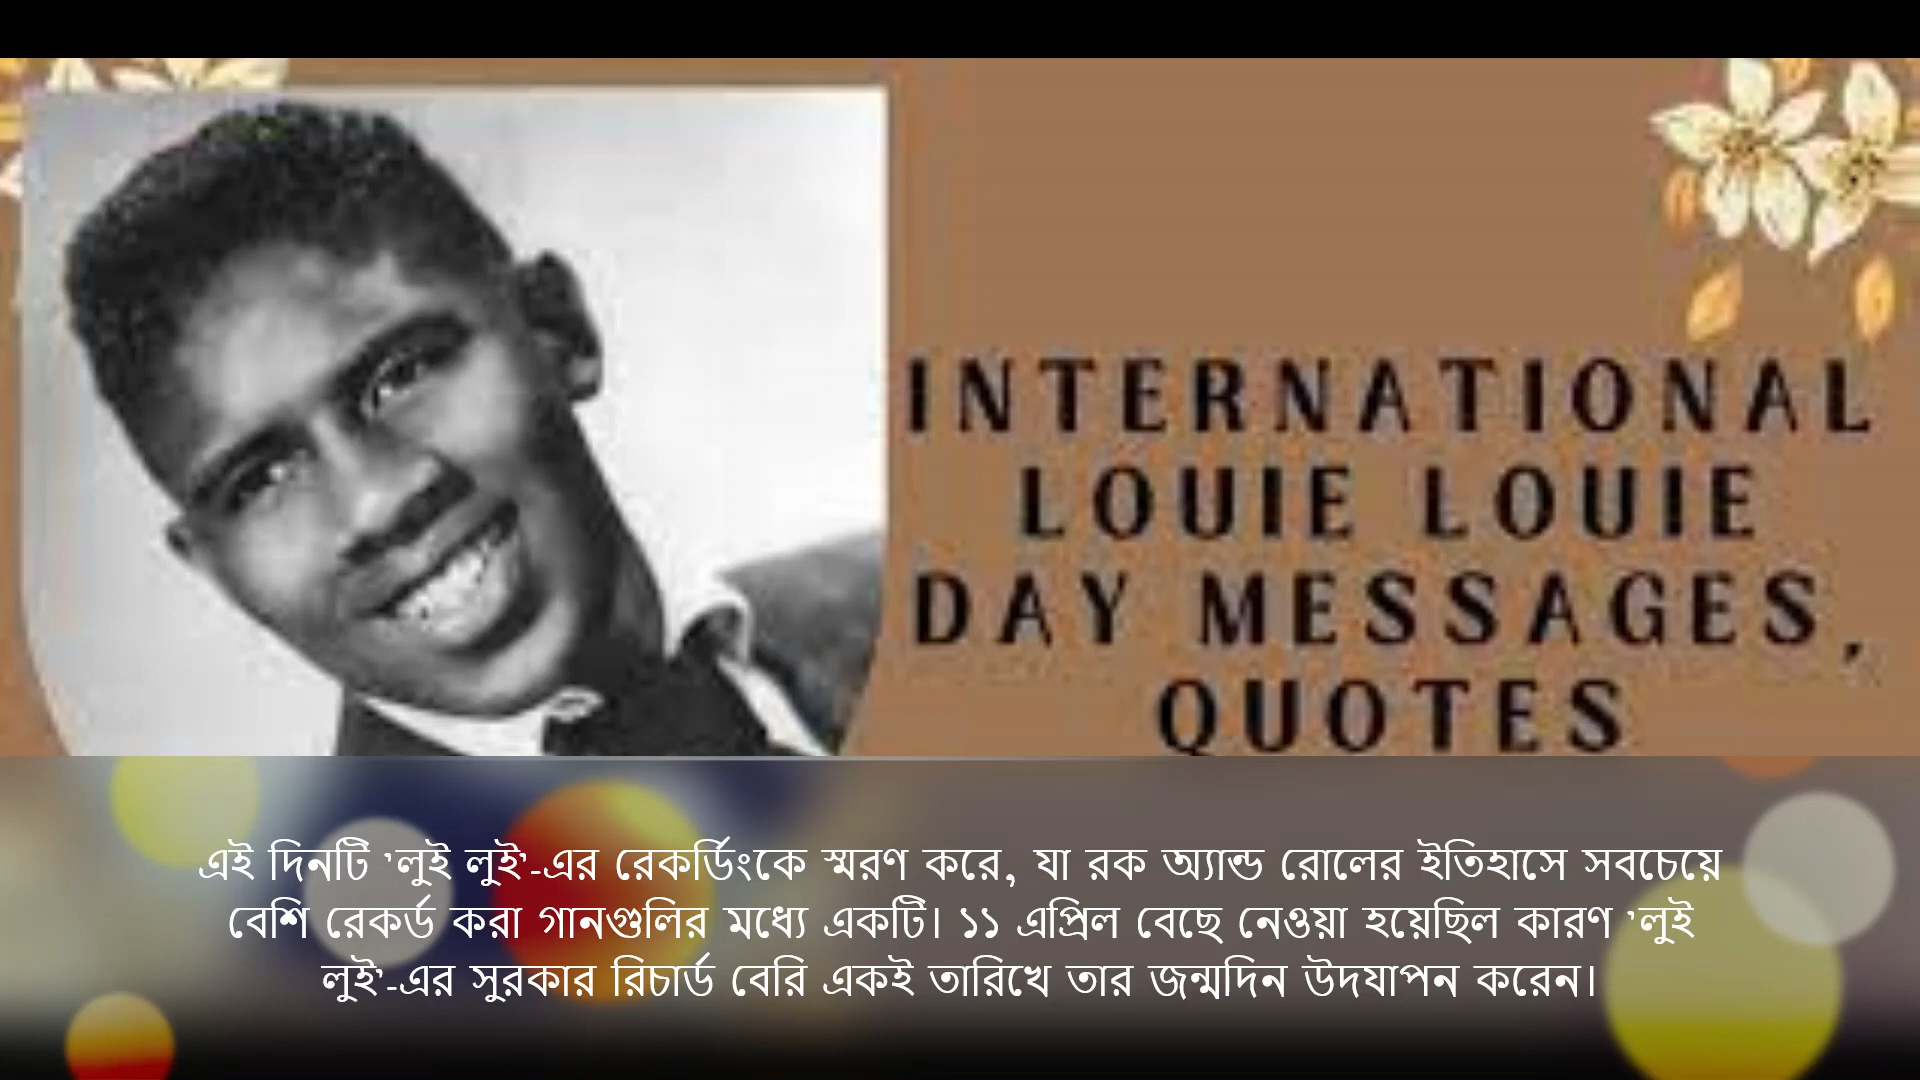 INTERNATIONAL
LOUIE LOUIE
DAY MESSAGES,
QUOTES
এই দিনটি 'লুই লুই'-এর রেকর্ডিংকে স্মরণ করে, যা রক অ্যান্ড রোলের ইতিহাসে সবচেয়ে
বেশি রেকর্ড করা গানগুলির মধ্যে একটি। ১১ এপ্রিল বেছে নেওয়া হয়েছিল কারণ 'লুই
লুই'-এর সুরকার রিচার্ড বেরি একই তারিখে তার জন্মদিন উদযাপন করেন।